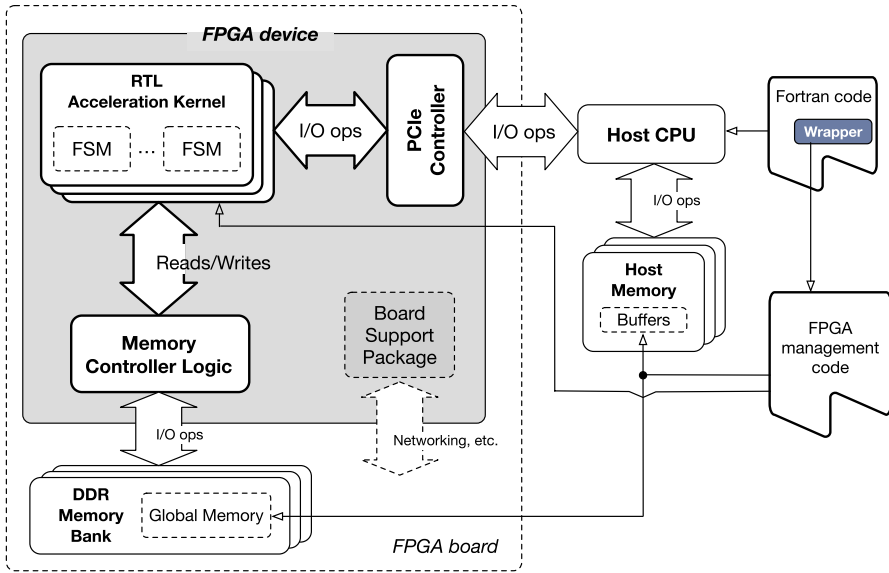 FPGA device
RTL
Acceleration Kernel
FSM
...
FSM
I/O ops
PCIe
Controller
I/O ops
Host CPU
Fortran code
Wrapper
I/O ops
Reads/Writes
Host
Memory
Buffers
Board
Support
Package
Memory
Controller Logic
FPGA
management
code
I/O ops
Networking, etc.
DDR
Memory
Bank
Global Memory
FPGA board